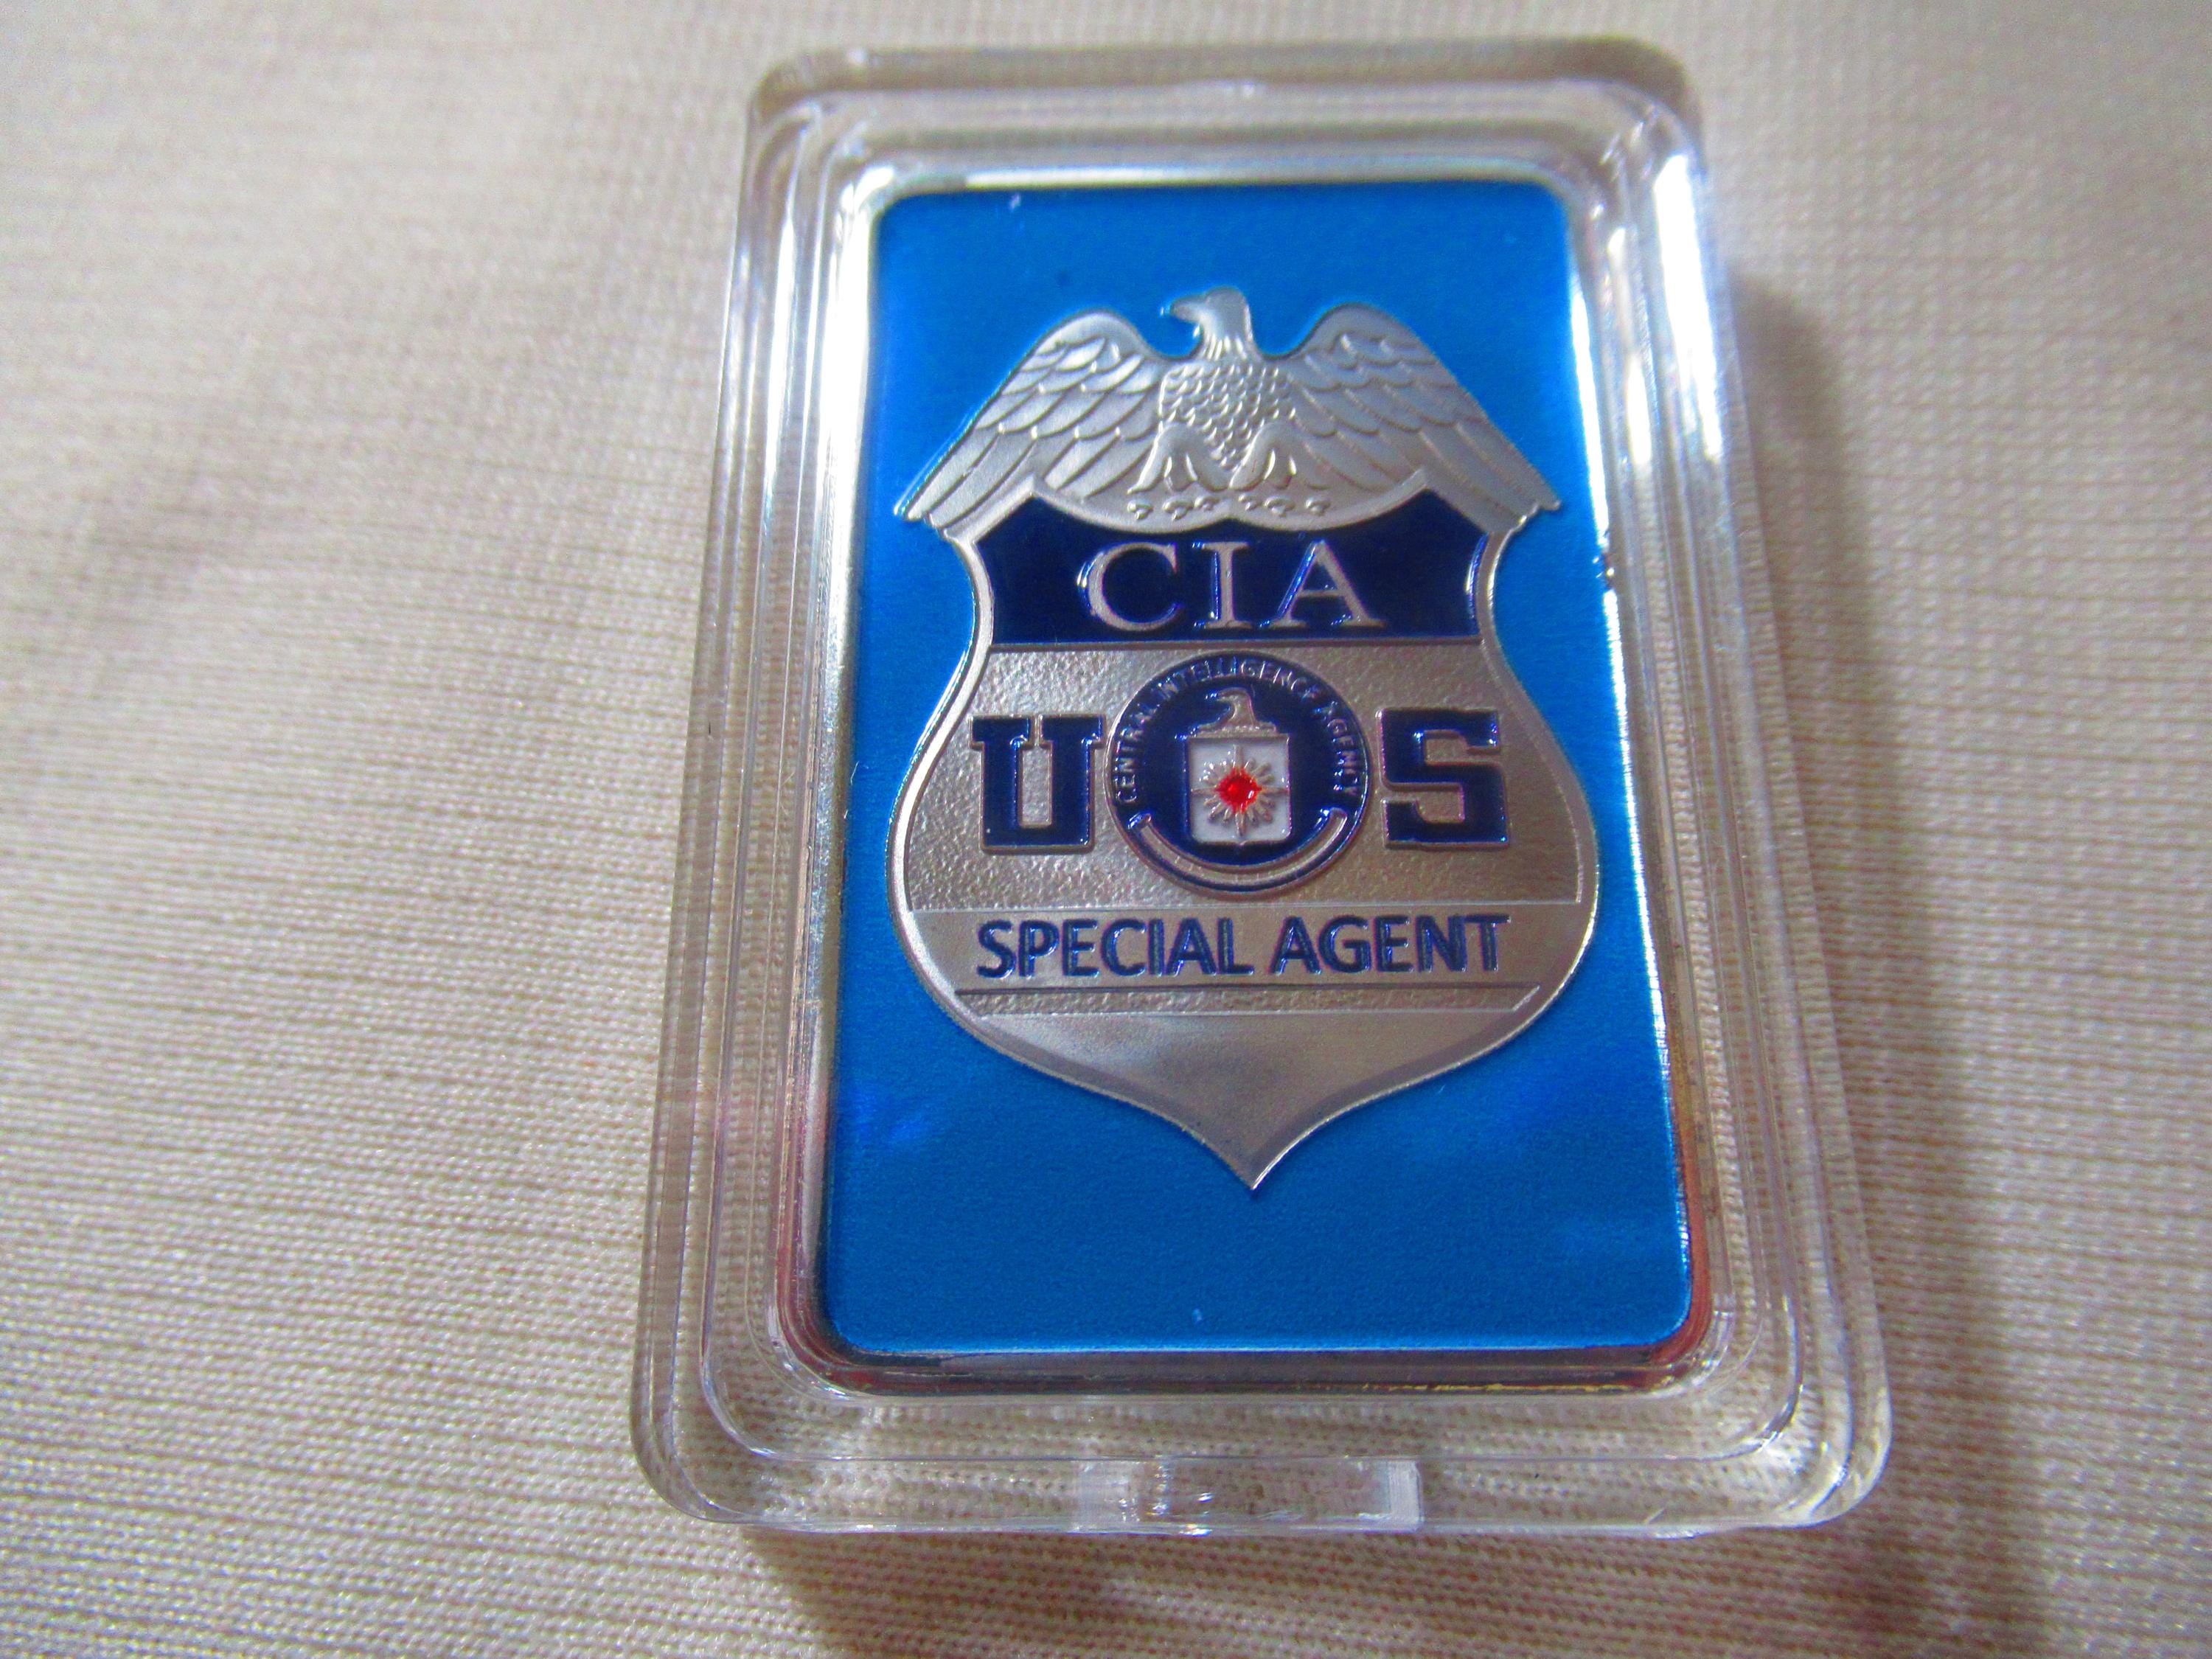 CIA
CENTRAL INTELLIGENCE AGENCY
U S
SPECIAL AGENT